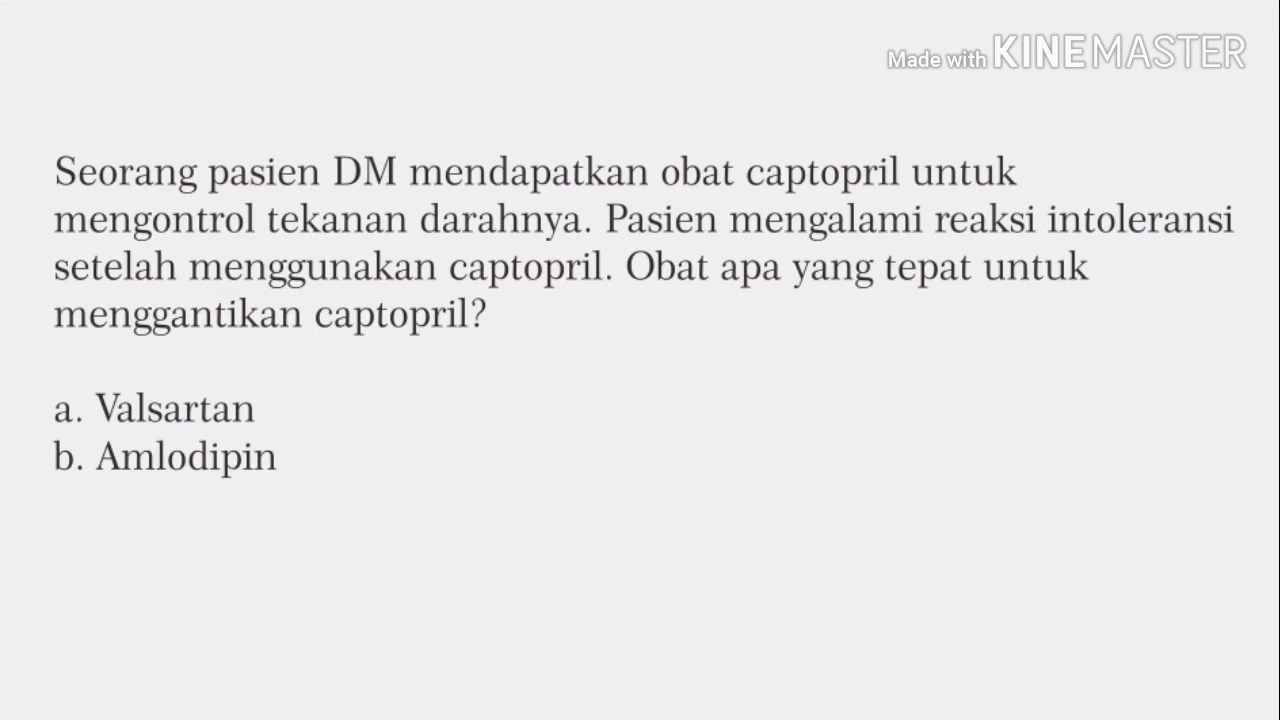 Made with KINEMASTER
Seorang pasien DM mendapatkan obat captopril untuk
mengontrol tekanan darahnya. Pasien mengalami reaksi intoleransi
setelah menggunakan captopril. Obat apa yang tepat untuk
menggantikan captopril?
a. Valsartan
b. Amlodipin